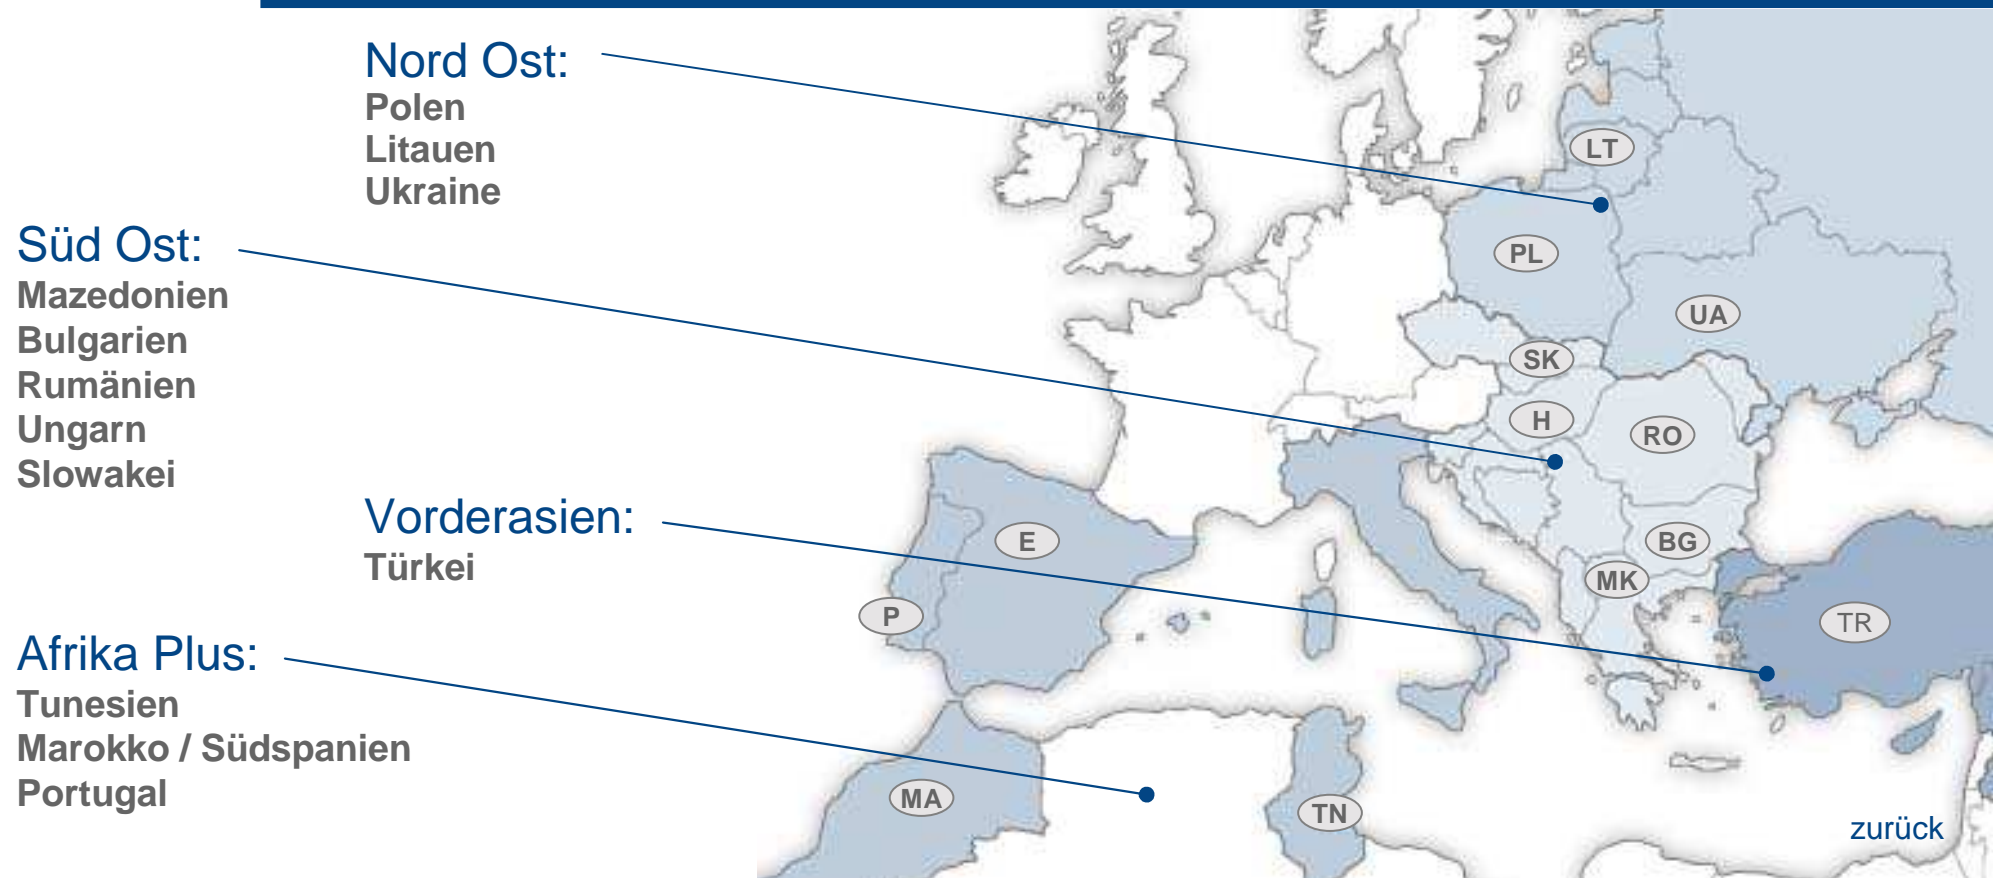 Nord Ost:
Polen
Litauen
Ukraine
Süd Ost:
Mazedonien
Bulgarien
Rumänien
Ungarn
Slowakei
Vorderasien:
Türkei
Afrika Plus:
Tunesien
Marokko / Südspanien
Portugal
LT
PL
UA
SK
H
RO
E
BG
MK
P
TR
MA
TN
zurück